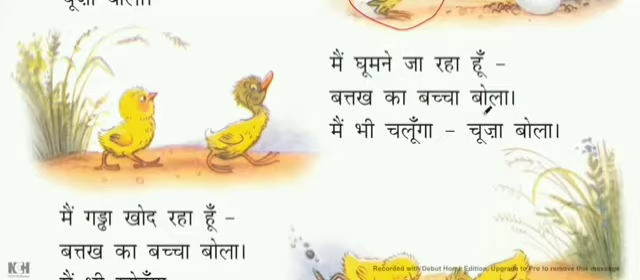 चूज़ा बोला।
मैं घूमने जा रहा हूँ -
बत्तख का बच्चा बोला।
मैं भी चलूँगा - चूज़ा बोला।
मैं गड्ढा खोद रहा हूँ -
बत्तख का बच्चा बोला।
मैं भी
Recorded with Debut Home Edition. Upgrade to Pro to remove this message